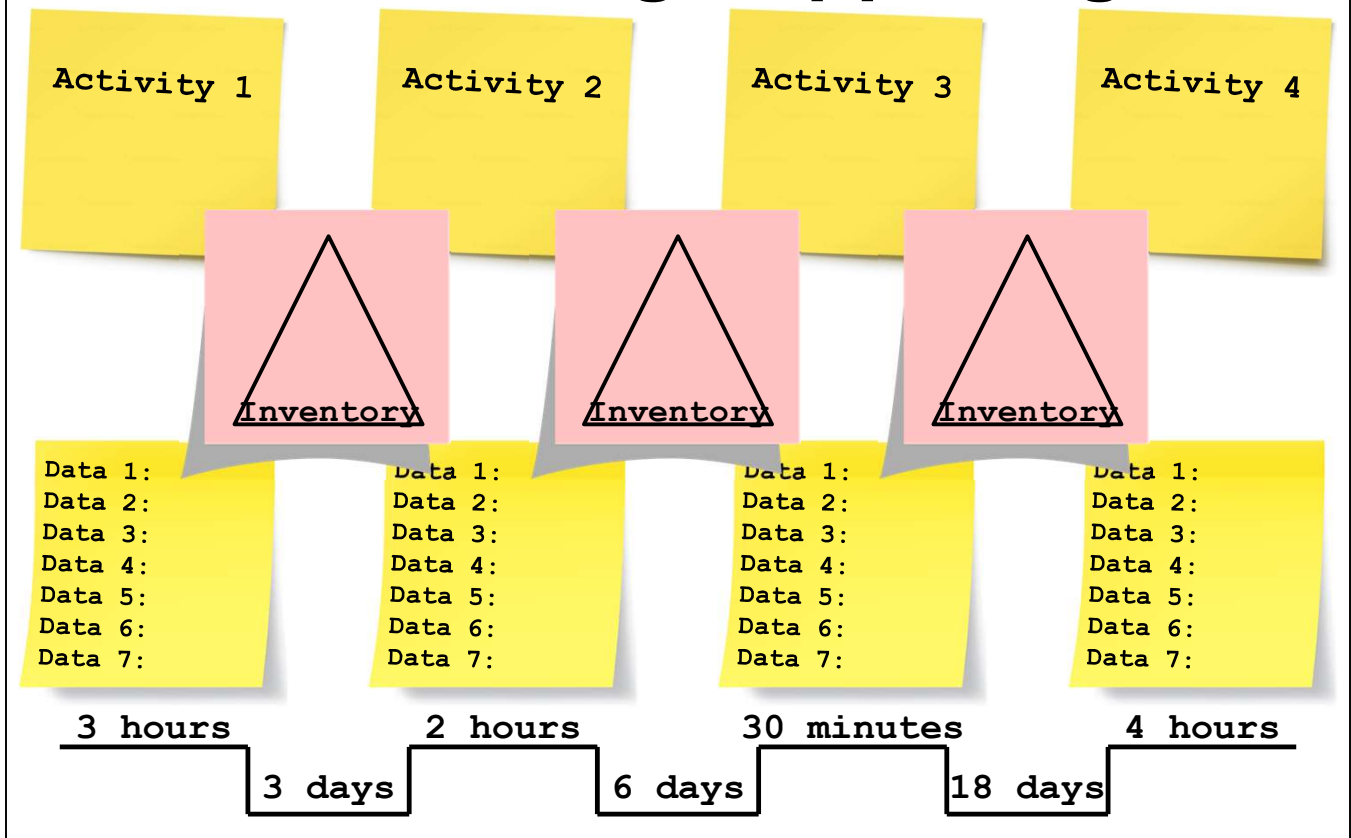 Activity 1
Activity 2
Activity 3
Activity 4
Inventory
Inventory
Inventory
Data 1:
Data 2:
Data 3:
Data 4:
Data 5:
Data 6:
Data 7:
Data 1:
Data 2:
Data 3:
Data 4:
Data 5:
Data 6:
Data 7:
Data 1:
Data 2:
Data 3:
Data 4:
Data 5:
Data 6:
Data 7:
Data 1:
Data 2:
Data 3:
Data 4:
Data 5:
Data 6:
Data 7:
3 hours
2 hours
30 minutes
4 hours
3 days
6 days
18 days